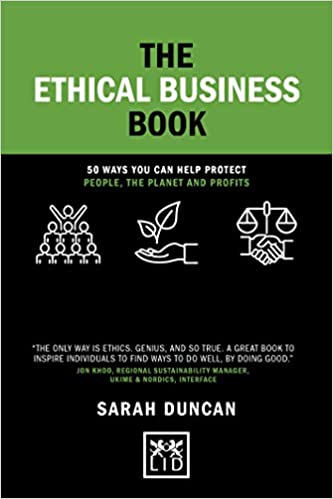 THE
ETHICAL BUSINESS
BOOK
50 WAYS YOU CAN HELP PROTECT
PEOPLE, THE PLANET AND PROFITS
"THE ONLY WAY IS ETHICS. GENIUS, AND SO TRUE. A GREAT BOOK TO
INSPIRE INDIVIDUALS TO FIND WAYS TO DO WELL, BY DOING GOOD."
JON KHOO, REGIONAL SUSTAINABILITY MANAGER,
UKIME & NORDICS, INTERFACE
SARAH DUNCAN
LID